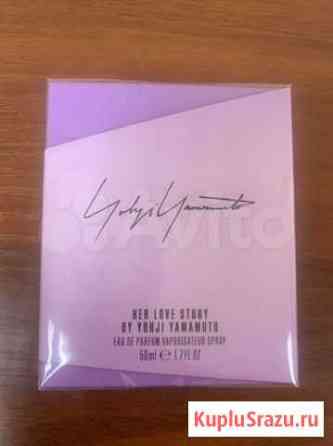 Yohji Yamamoto
Avito
HER LOVE STORY
BY YOHJI YAMAMOTO
EAU DE PARFUM VAPORISATEUR SPRAY
50ml e 1.7FL.OZ
KupluSrazu.ru